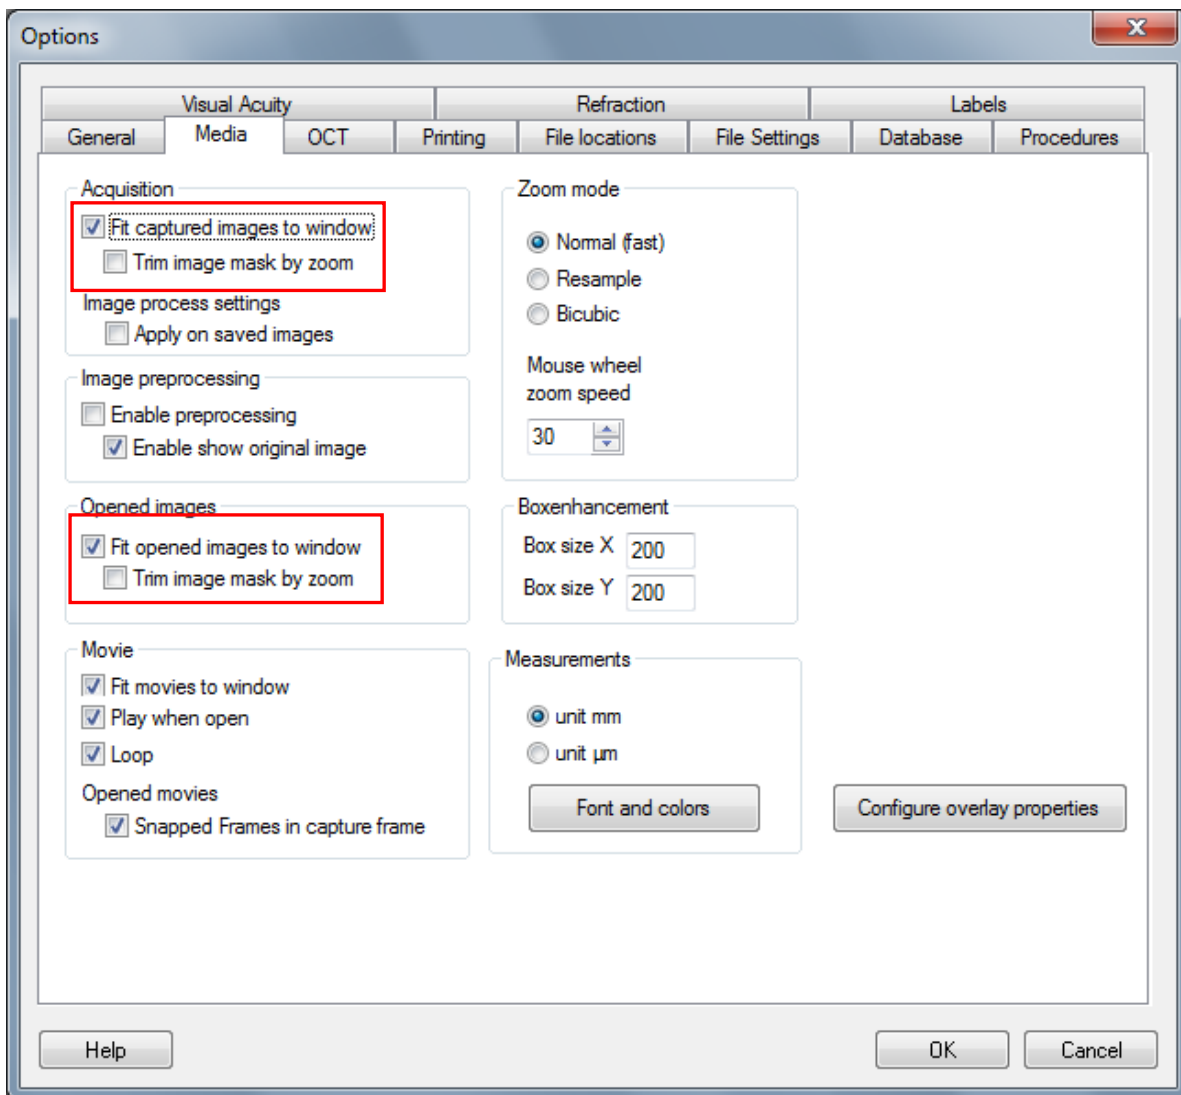 Options
Visual Acuity Refraction Labels
General Media OCT Printing File locations File Settings Database Procedures
Acquisition
Fit captured images to window
Trim image mask by zoom
Image process settings
Apply on saved images
Image preprocessing
Enable preprocessing
Enable show original image
Opened images
Fit opened images to window
Trim image mask by zoom
Movie
Fit movies to window
Play when open
Loop
Opened movies
Snapped Frames in capture frame
Zoom mode
Normal (fast)
Resample
Bicubic
Mouse wheel
zoom speed
30
Boxenhancement
Box size X 200
Box size Y 200
Measurements
unit mm
unit µm
Font and colors
Configure overlay properties
Help OK Cancel